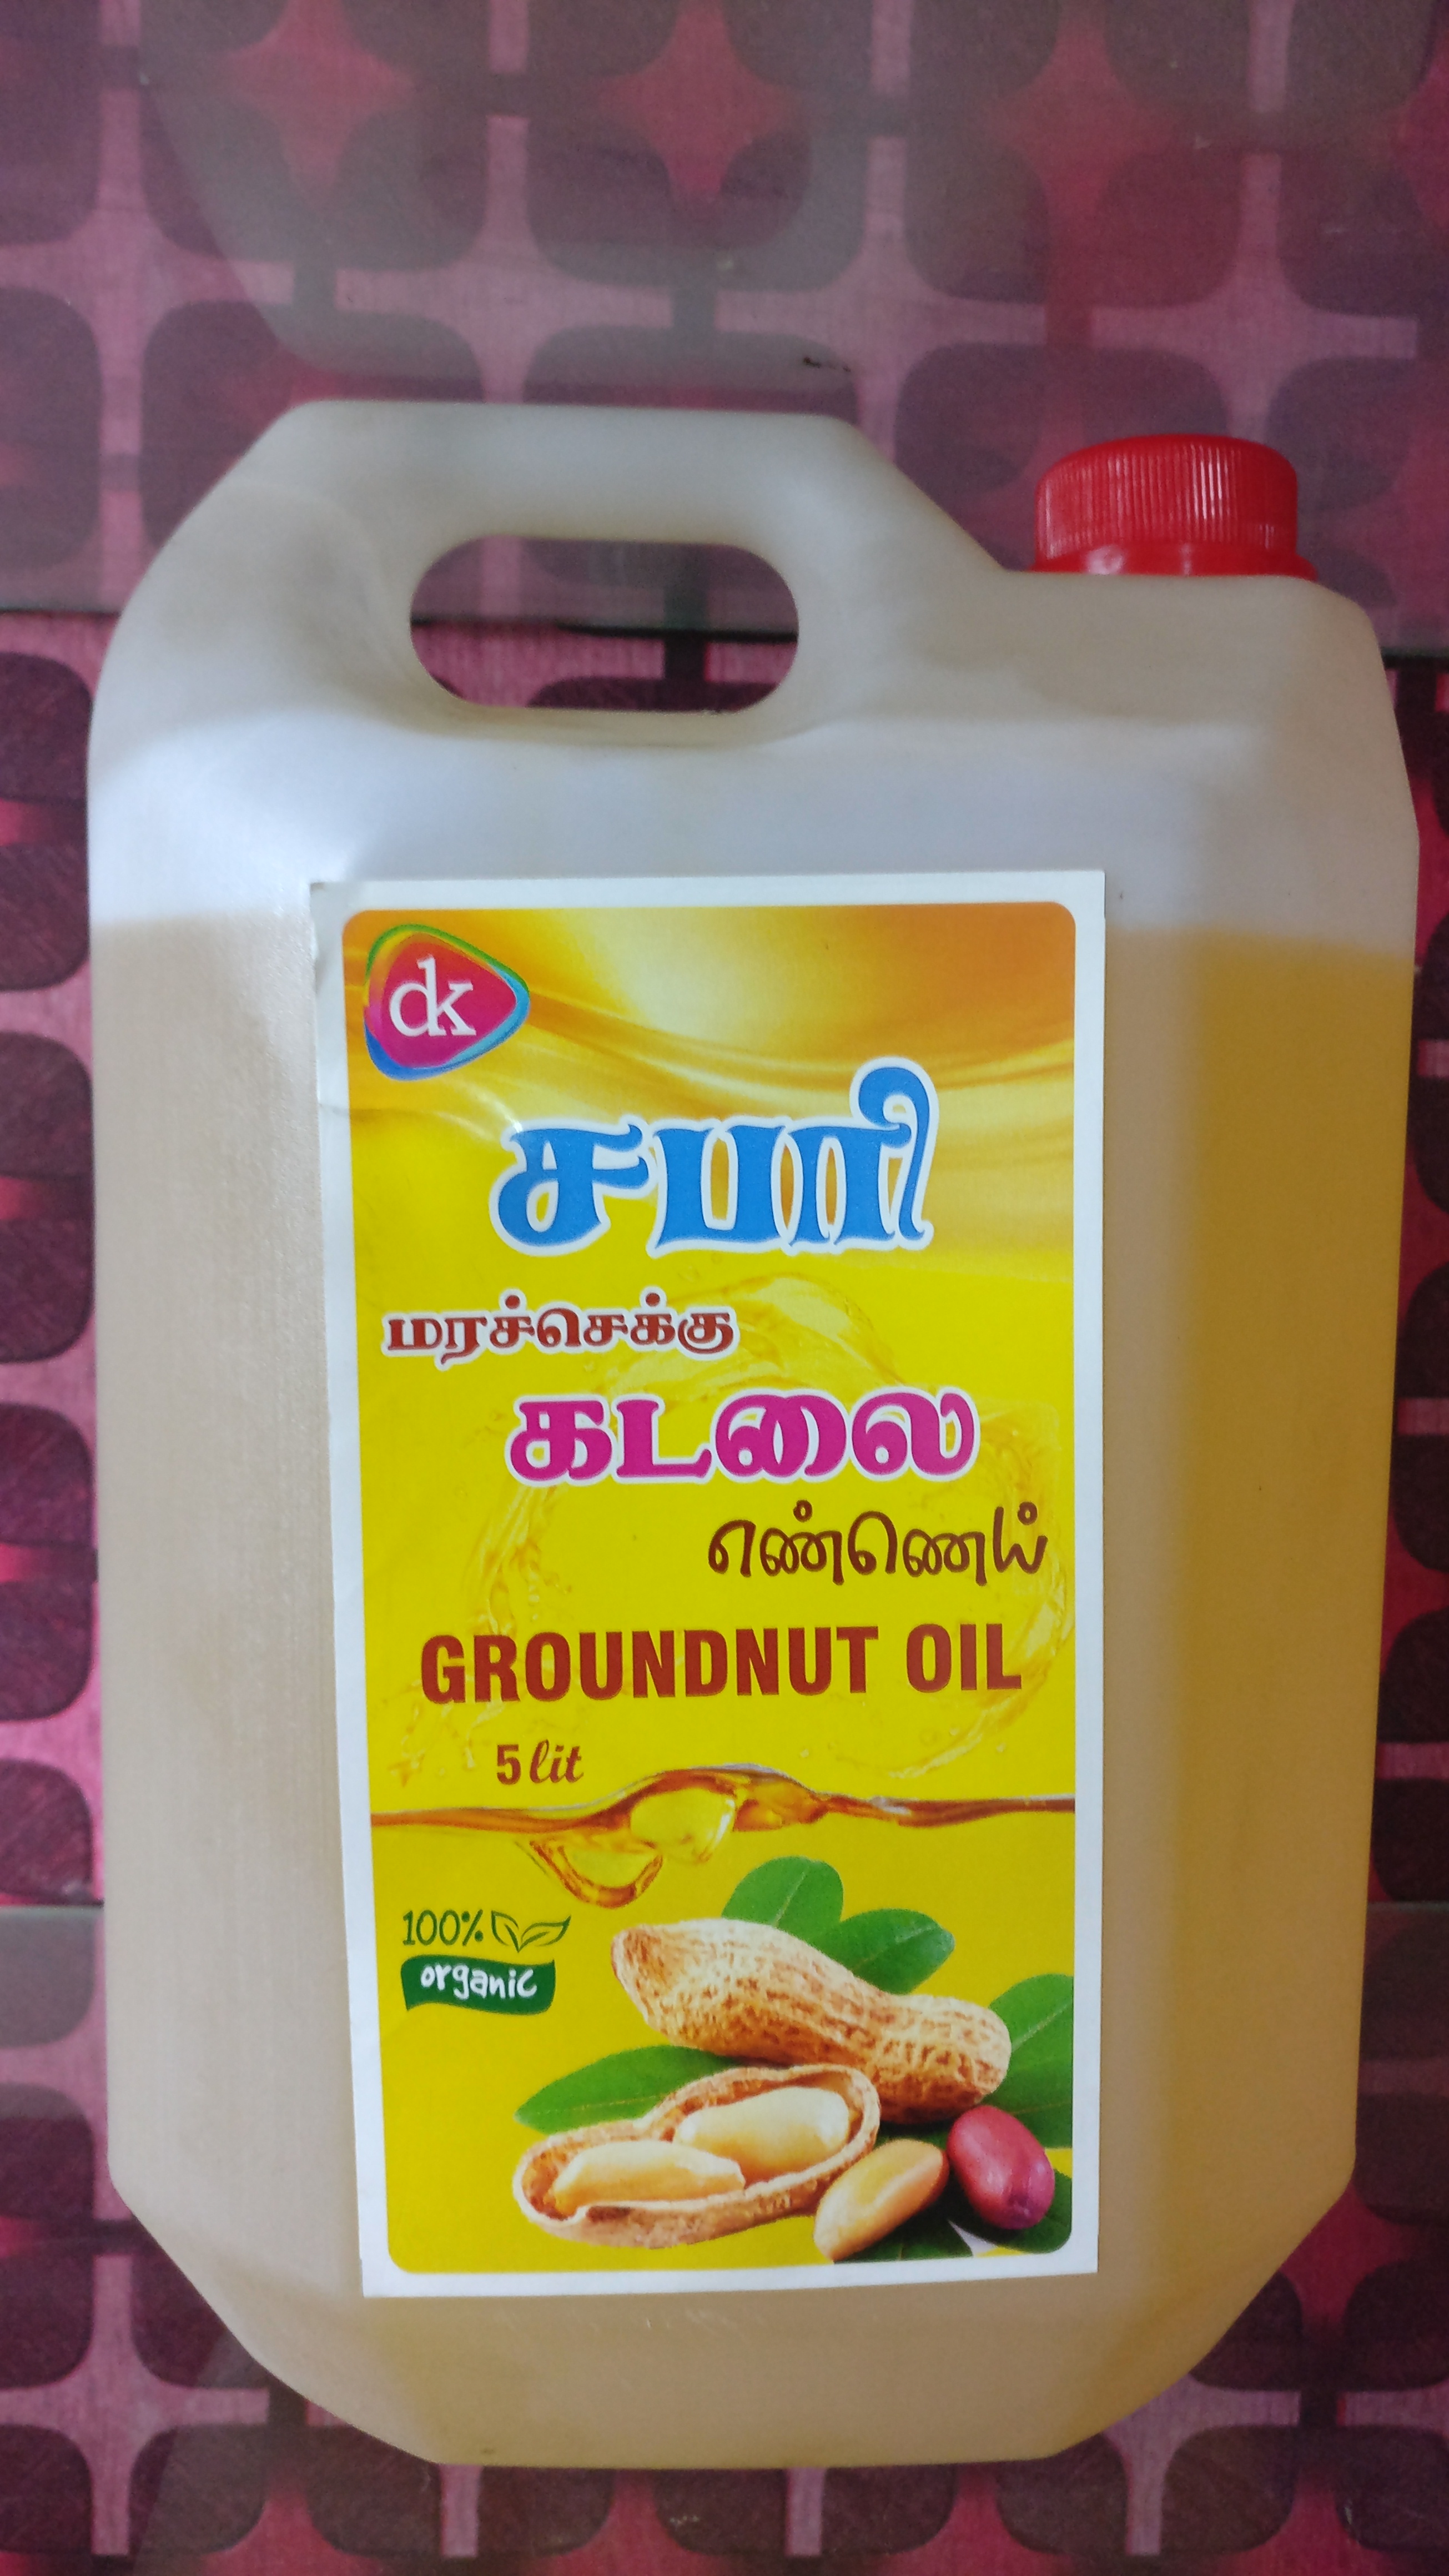 dk
சபரி
மரச்செக்கு
கடலை
எண்ணெய்
GROUNDNUT OIL
5 lit
100%
organic